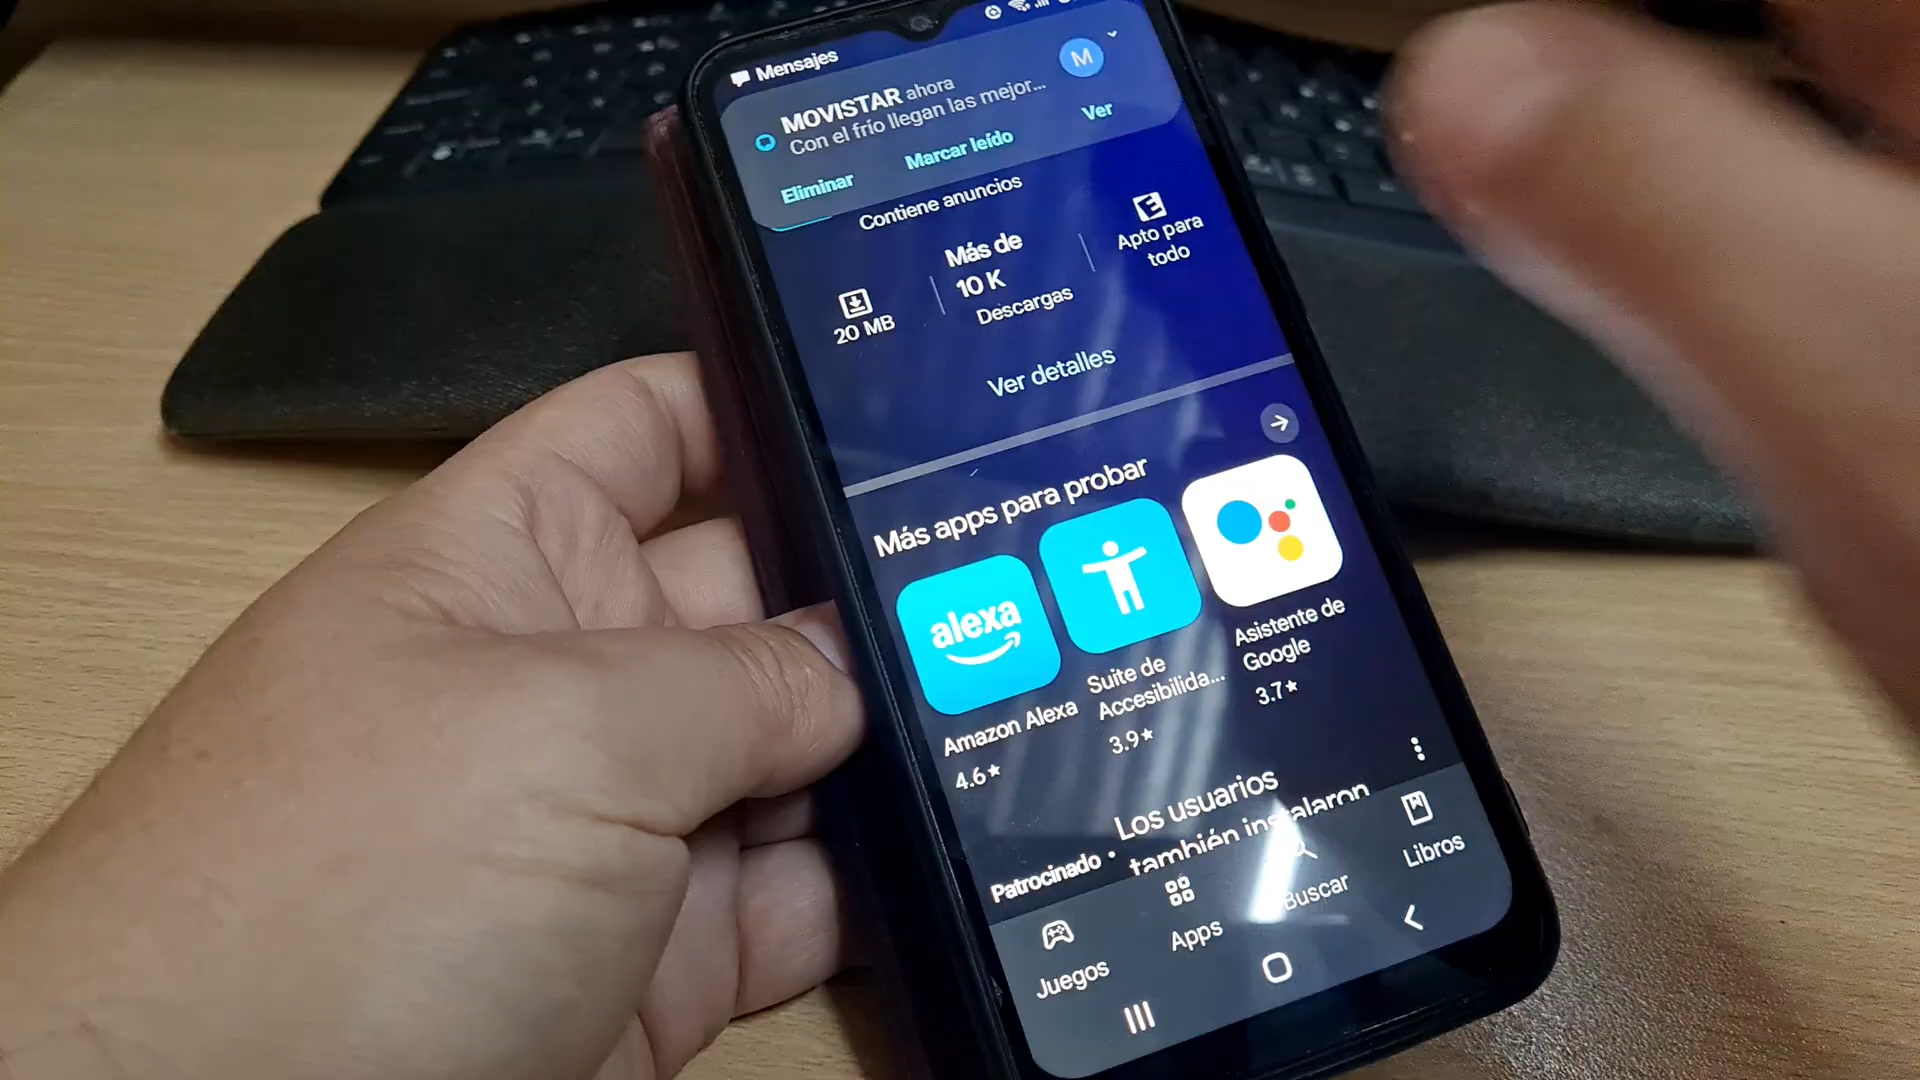 Mensajes
MOVISTAR ahora
M
Con el frío llegan las mejor...
Eliminar
Marcar leído
Ver
Contiene anuncios
20 MB
Más de
10 K
Descargas
E
Apto para
todo
Ver detalles
Más apps para probar
alexa
Amazon Alexa
4.6★
Suite de
Accesibilida...
3.9★
Asistente de
Google
3.7★
Patrocinado •
Los usuarios
también instalaron
Juegos
Apps
Buscar
Libros